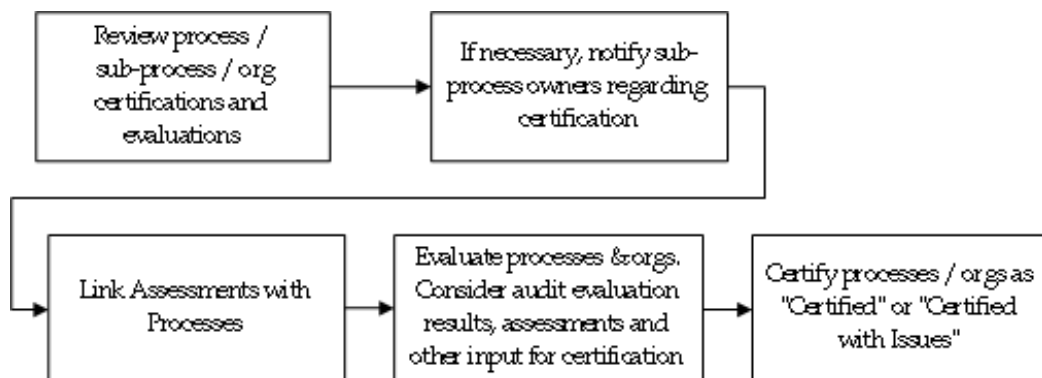 Review process /
sub-process / org
certifications and
evaluations
If necessary, notify sub-
process owners regarding
certification
Link Assessments with
Processes
Evaluate processes & orgs.
Consider audit evaluation
results, assessments and
other input for certification
Certify processes / orgs as
"Certified" or "Certified
with Issues"